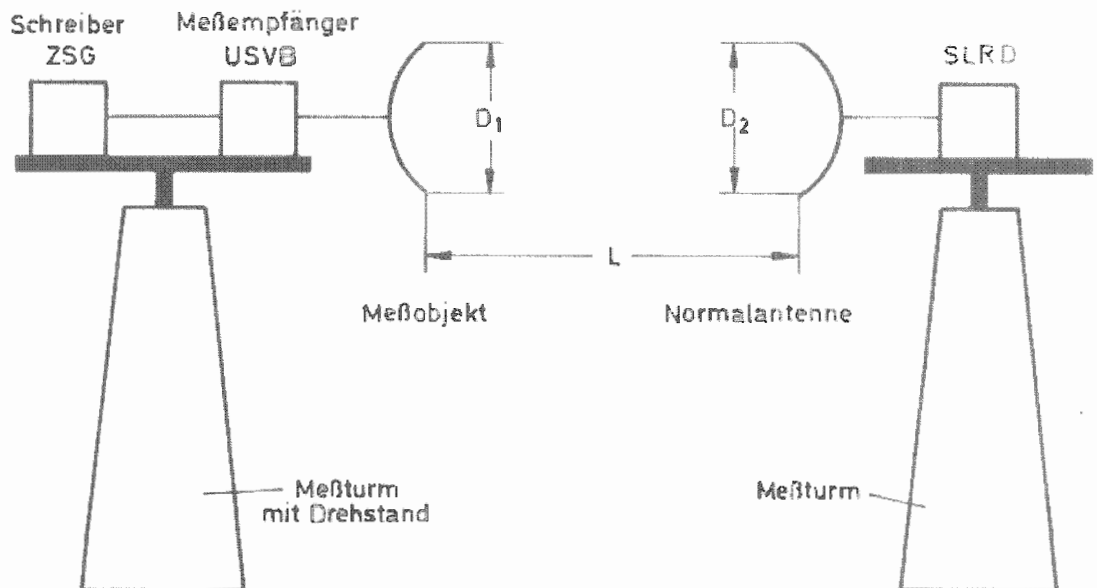 Schreiber
ZSG
Meßempfänger
USVB
SLRD
D1
D2
L
Meßobjekt
Normalantenne
Meßturm
mit Drehstand
Meßturm